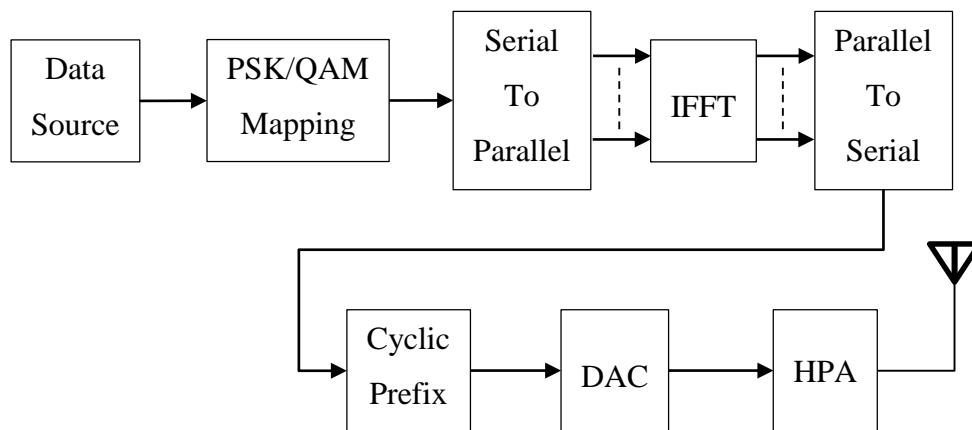 Data
Source
PSK/QAM
Mapping
Serial
To
Parallel
IFFT
Parallel
To
Serial
Cyclic
Prefix
DAC
HPA